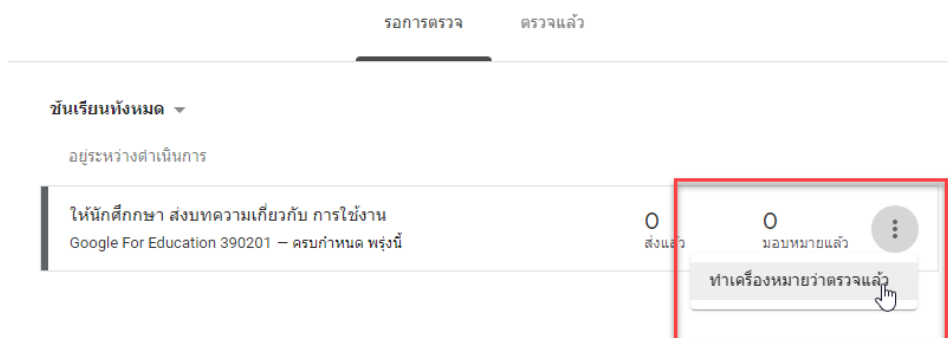 รอการตรวจ ตรวจแล้ว
ชั้นเรียนทั้งหมด
อยู่ระหว่างดำเนินการ
ให้นักศึกกษา ส่งบทความเกี่ยวกับ การใช้งาน
Google For Education 390201 — ครบกำหนด พรุ่งนี้
0 0
ส่งแล้ว มอบหมายแล้ว
ทำเครื่องหมายว่าตรวจแล้ว